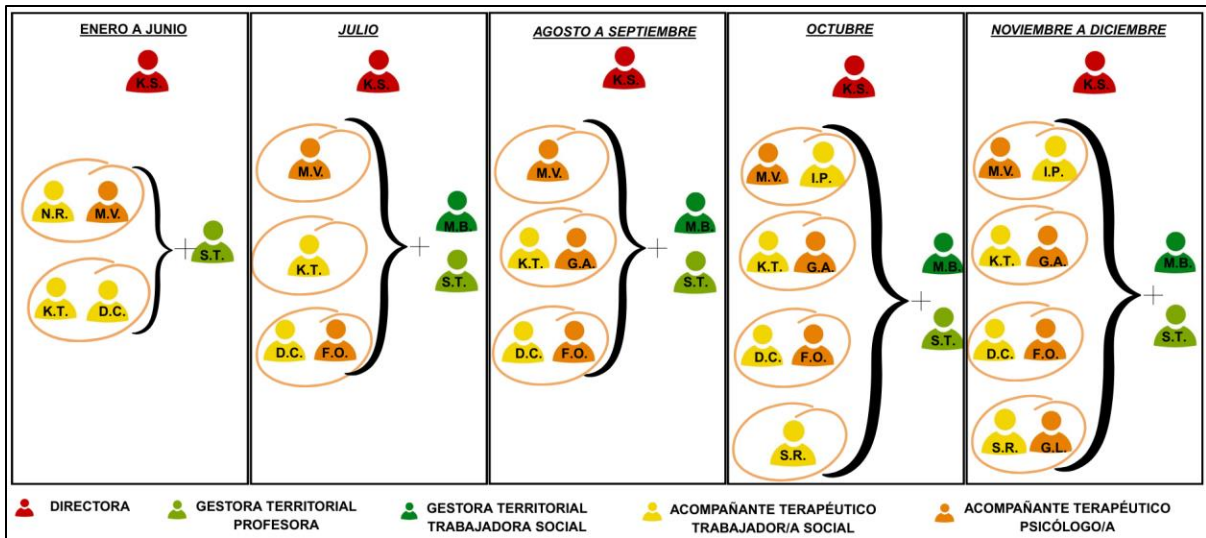 ENERO A JUNIO
K.S.
N.R. M.V.
K.T. D.C.
+
S.T.
JULIO
K.S.
M.V.
K.T.
D.C. F.O.
+
M.B.
S.T.
AGOSTO A SEPTIEMBRE
K.S.
M.V.
K.T. G.A.
D.C. F.O.
+
M.B.
S.T.
OCTUBRE
K.S.
M.V. I.P.
K.T. G.A.
D.C. F.O.
S.R.
+
M.B.
S.T.
NOVIEMBRE A DICIEMBRE
K.S.
M.V. I.P.
K.T. G.A.
D.C. F.O.
S.R. G.L.
+
M.B.
S.T.
DIRECTORA
GESTORA TERRITORIAL
PROFESORA
GESTORA TERRITORIAL
TRABAJADORA SOCIAL
ACOMPAÑANTE TERAPÉUTICO
TRABAJADOR/A SOCIAL
ACOMPAÑANTE TERAPÉUTICO
PSICÓLOGO/A